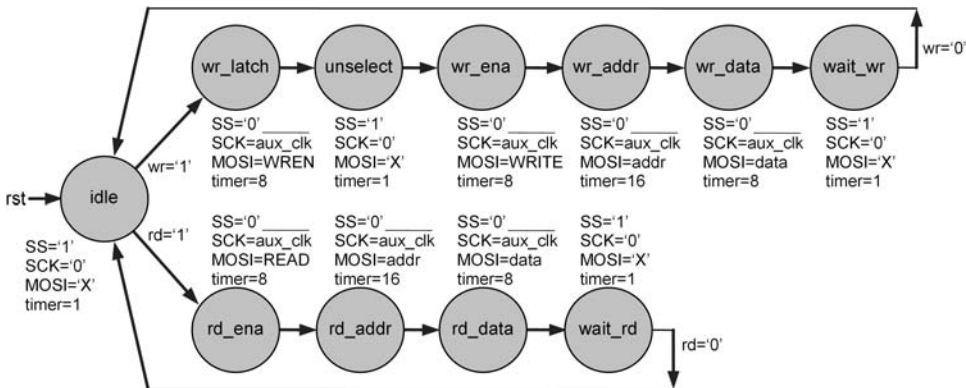 wr=‘0’
wr_latch
unselect
wr_ena
wr_addr
wr_data
wait_wr
SS=‘0’
SCK=aux_clk
MOSI=WREN
timer=8
SS=‘1’
SCK=‘0’
MOSI=‘X’
timer=1
SS=‘0’
SCK=aux_clk
MOSI=WRITE
timer=8
SS=‘0’
SCK=aux_clk
MOSI=addr
timer=16
SS=‘0’
SCK=aux_clk
MOSI=data
timer=8
SS=‘1’
SCK=‘0’
MOSI=‘X’
timer=1
wr=‘1’
rst
idle
rd=‘1’
SS=‘1’
SCK=‘0’
MOSI=‘X’
timer=1
SS=‘0’
SCK=aux_clk
MOSI=READ
timer=8
SS=‘0’
SCK=aux_clk
MOSI=addr
timer=16
SS=‘0’
SCK=aux_clk
MOSI=data
timer=8
SS=‘1’
SCK=‘0’
MOSI=‘X’
timer=1
rd_ena
rd_addr
rd_data
wait_rd
rd=‘0’